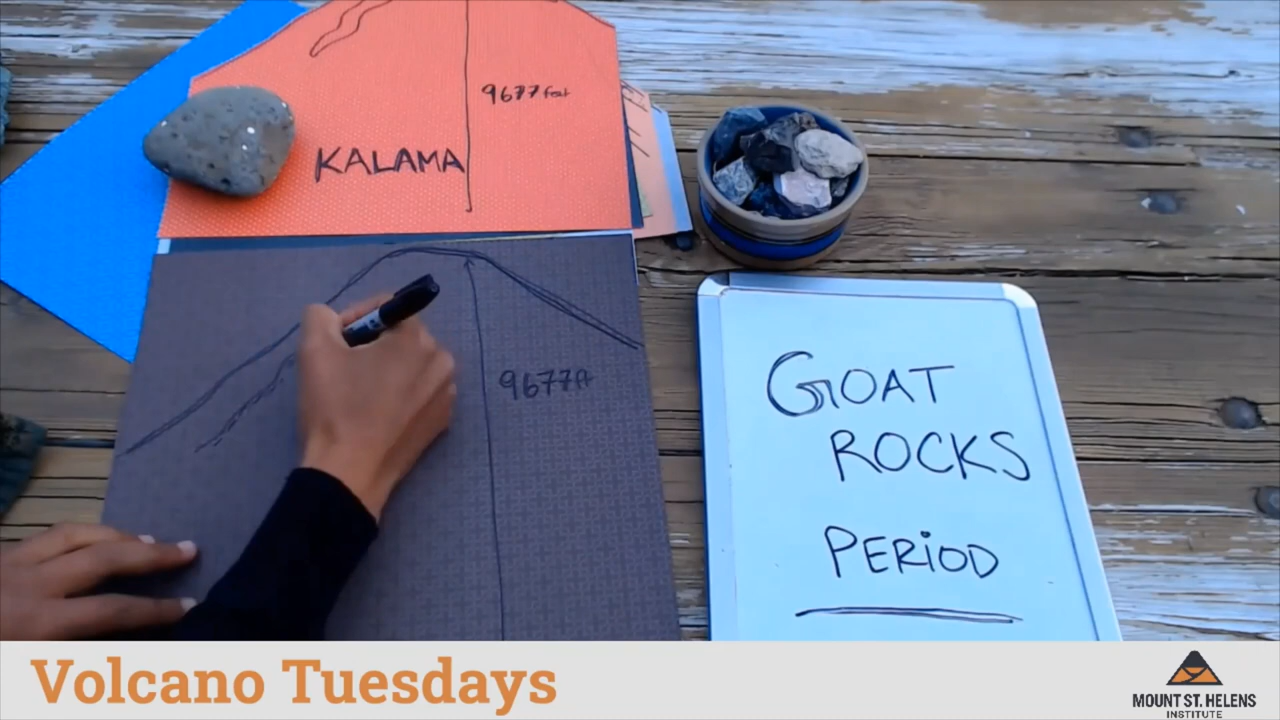 9677 feet
KALAMA
9677ft
GOAT
ROCKS
PERIOD
Volcano Tuesdays
MOUNT ST. HELENS
INSTITUTE